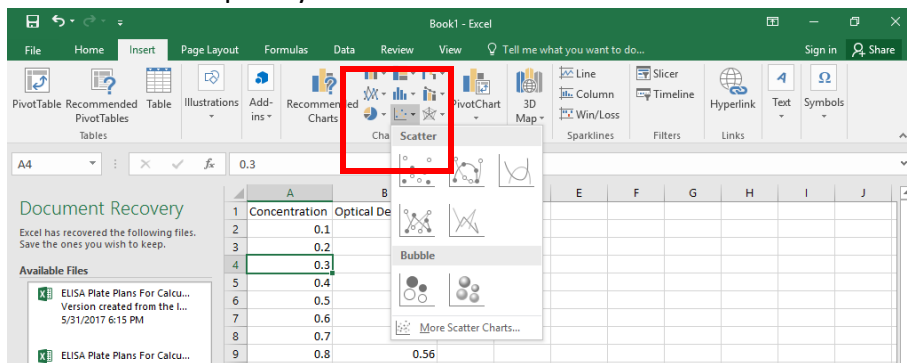 Book1 - Excel
File Home Insert Page Layout Formulas Data Review View Tell me what you want to do... Sign in Share
PivotTable Recommended PivotTables Table Illustrations Add-ins Recommended Charts PivotChart 3D Map Line Column Win/Loss Slicer Timeline Hyperlink Text Symbols
Tables Cha Sparklines Filters Links
A4 fx 0.3
Scatter
Bubble
More Scatter Charts...
Document Recovery
Excel has recovered the following files.
Save the ones you wish to keep.
Available Files
ELISA Plate Plans For Calcu...
Version created from the l...
5/31/2017 6:15 PM
ELISA Plate Plans For Calcu...
A B E F G H I J
1 Concentration Optical De
2 0.1
3 0.2
4 0.3
5 0.4
6 0.5
7 0.6
8 0.7
9 0.8 0.56